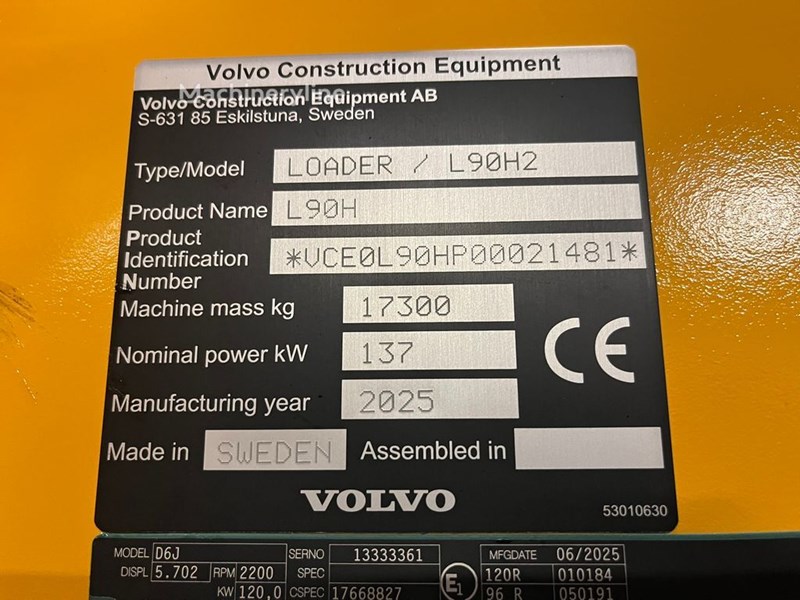 Volvo Construction Equipment
Machineryline
Volvo Construction Equipment AB
S-631 85 Eskilstuna, Sweden
Type/Model LOADER / L90H2
Product Name L90H
Product
Identification
Number *VCE0L90HP00021481*
Machine mass kg 17300
Nominal power kW 137
CE
Manufacturing year 2025
Made in SWEDEN Assembled in
VOLVO
53010630
MODEL D6J SERNO 13333361 MFGDATE 06/2025
DISPL 5.702 RPM 2200 SPEC E1 120R 010184
KW 120,0 CSPEC 17668827 96 R 050191